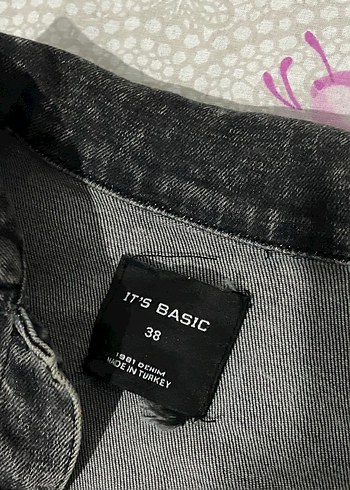 IT'S BASIC
38
1981 DENIM
MADE IN TURKEY